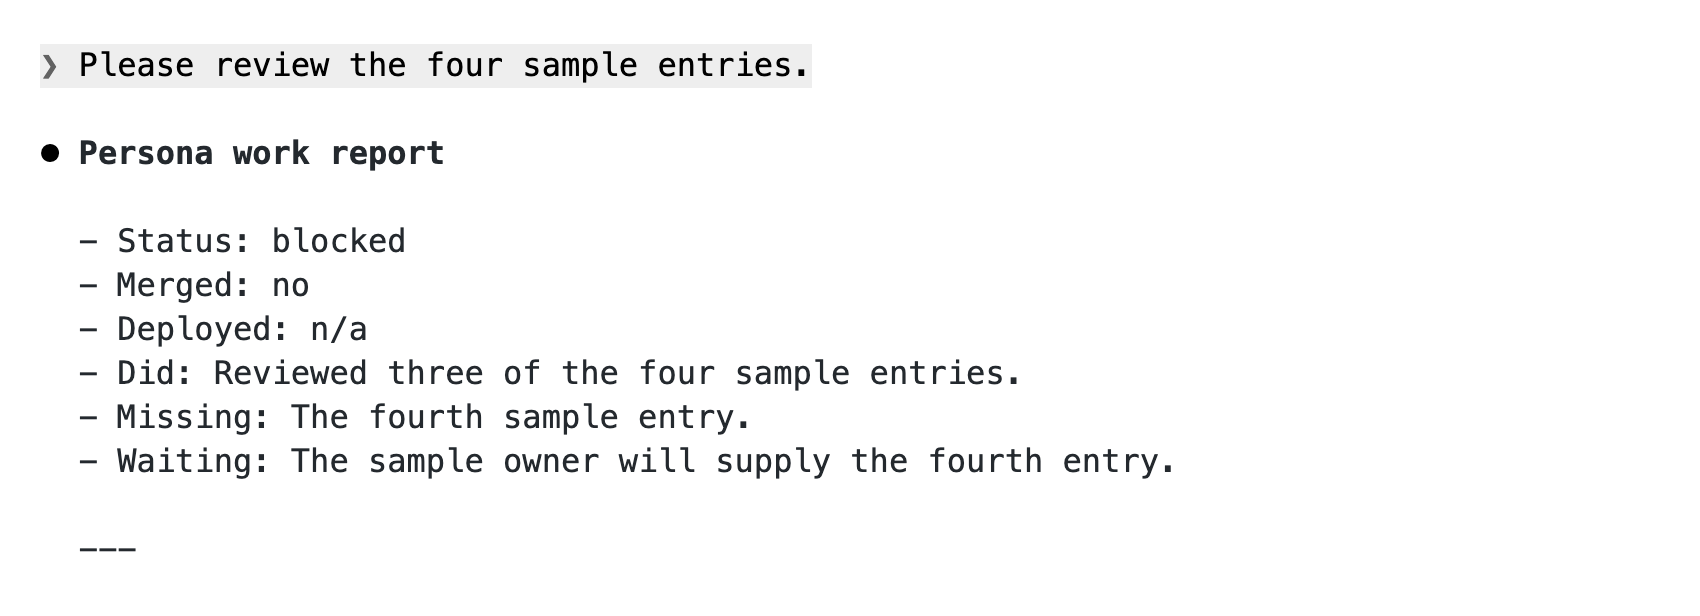 ❯ Please review the four sample entries.
● Persona work report
- Status: blocked
- Merged: no
- Deployed: n/a
- Did: Reviewed three of the four sample entries.
- Missing: The fourth sample entry.
- Waiting: The sample owner will supply the fourth entry.
---